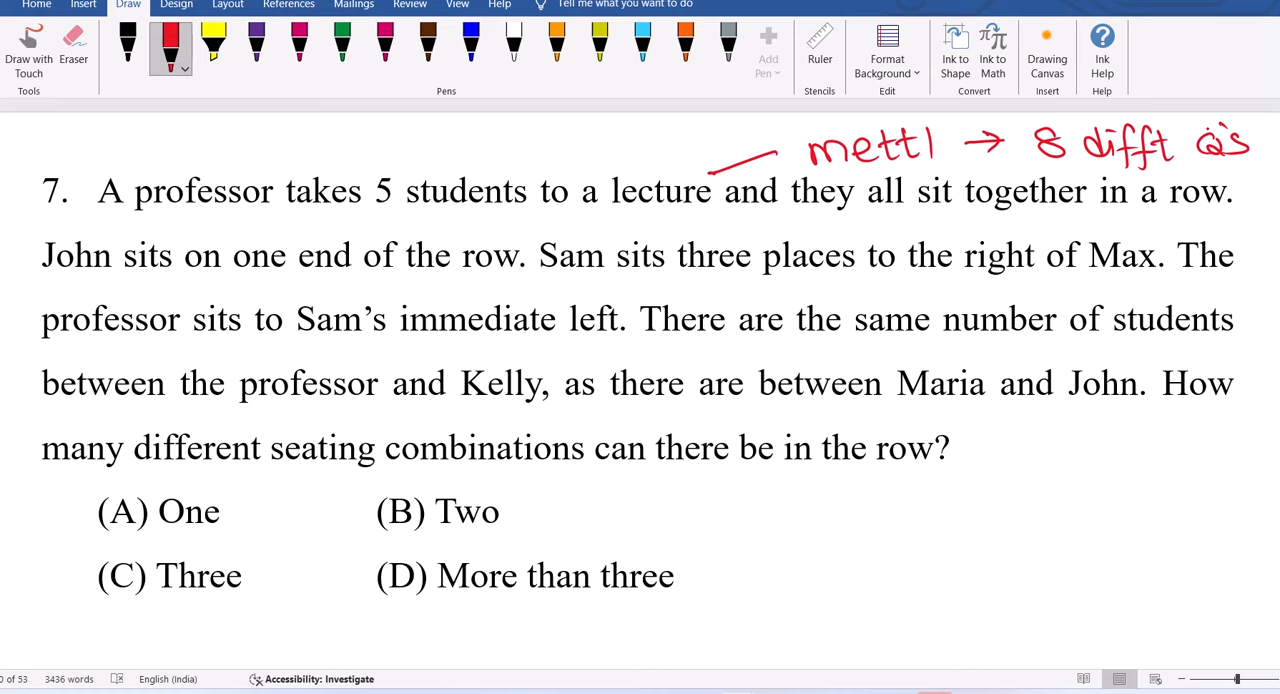 Home Insert Draw Design Layout References Mailings Review View Help Tell me what you want to do
Draw with Touch
Eraser
Add Pen
Ruler
Format Background
Ink to Shape
Ink to Math
Drawing Canvas
Ink Help
Tools Pens Stencils Edit Convert Insert Help
mettl → 8 difft Q's
7. A professor takes 5 students to a lecture and they all sit together in a row.
John sits on one end of the row. Sam sits three places to the right of Max. The
professor sits to Sam’s immediate left. There are the same number of students
between the professor and Kelly, as there are between Maria and John. How
many different seating combinations can there be in the row?
(A) One (B) Two
(C) Three (D) More than three
0 of 53 3436 words English (India) Accessibility: Investigate